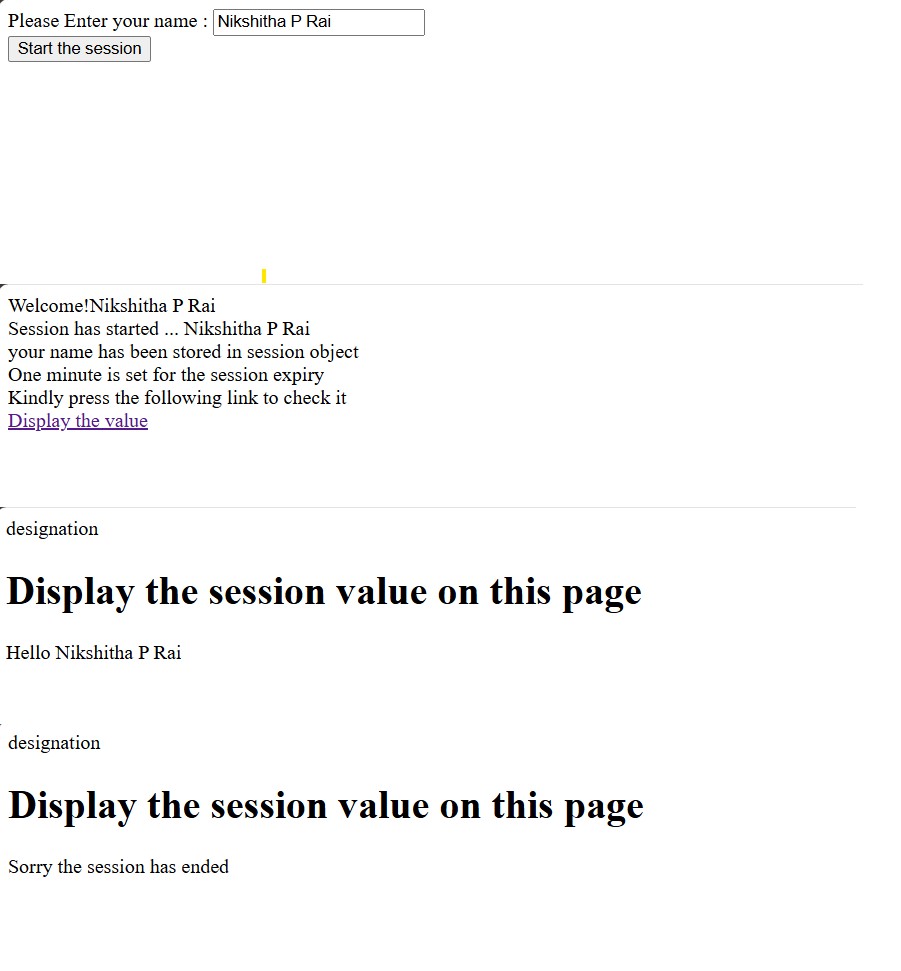 Please Enter your name : Nikshitha P Rai
Start the session
Welcome!Nikshitha P Rai
Session has started ... Nikshitha P Rai
your name has been stored in session object
One minute is set for the session expiry
Kindly press the following link to check it
Display the value
designation
Display the session value on this page
Hello Nikshitha P Rai
designation
Display the session value on this page
Sorry the session has ended